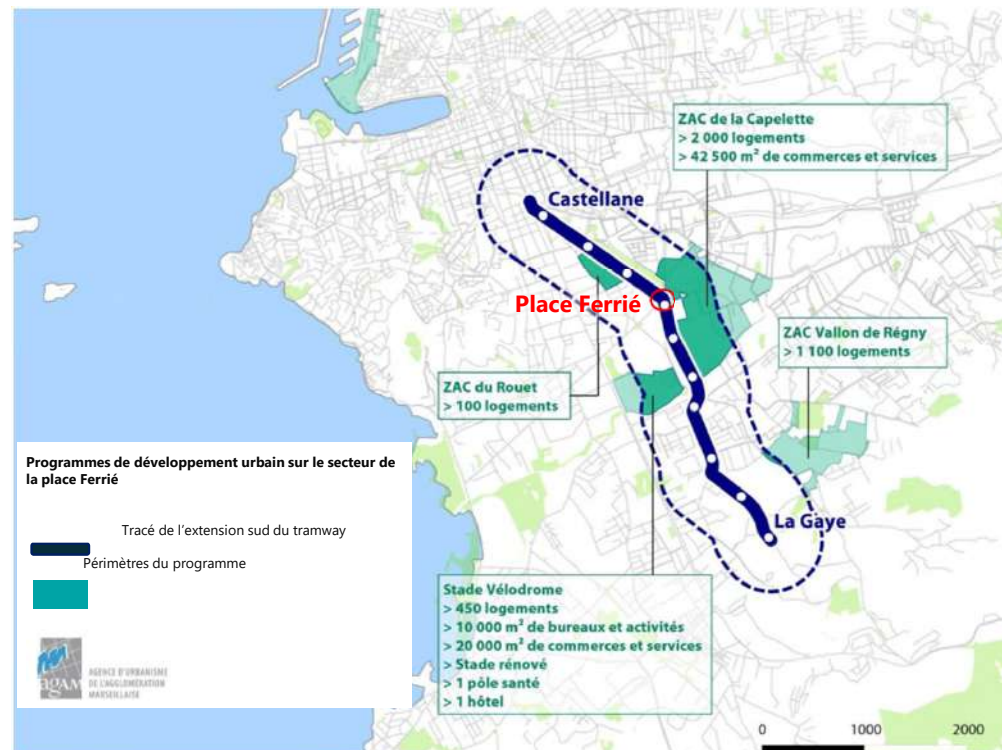 ZAC de la Capelette
> 2 000 logements
> 42 500 m² de commerces et services
Castellane
Place Ferrié
ZAC Vallon de Régny
> 1 100 logements
ZAC du Rouet
> 100 logements
Programmes de développement urbain sur le secteur de
la place Ferrié
Tracé de l'extension sud du tramway
Périmètres du programme
La Gaye
Stade Vélodrome
> 450 logements
> 10 000 m² de bureaux et activités
> 20 000 m² de commerces et services
> Stade rénové
> 1 pôle santé
> 1 hôtel
agAM
AGENCE D'URBANISME
DE L'AGGLOMÉRATION
MARSEILLAISE
0 1000 2000